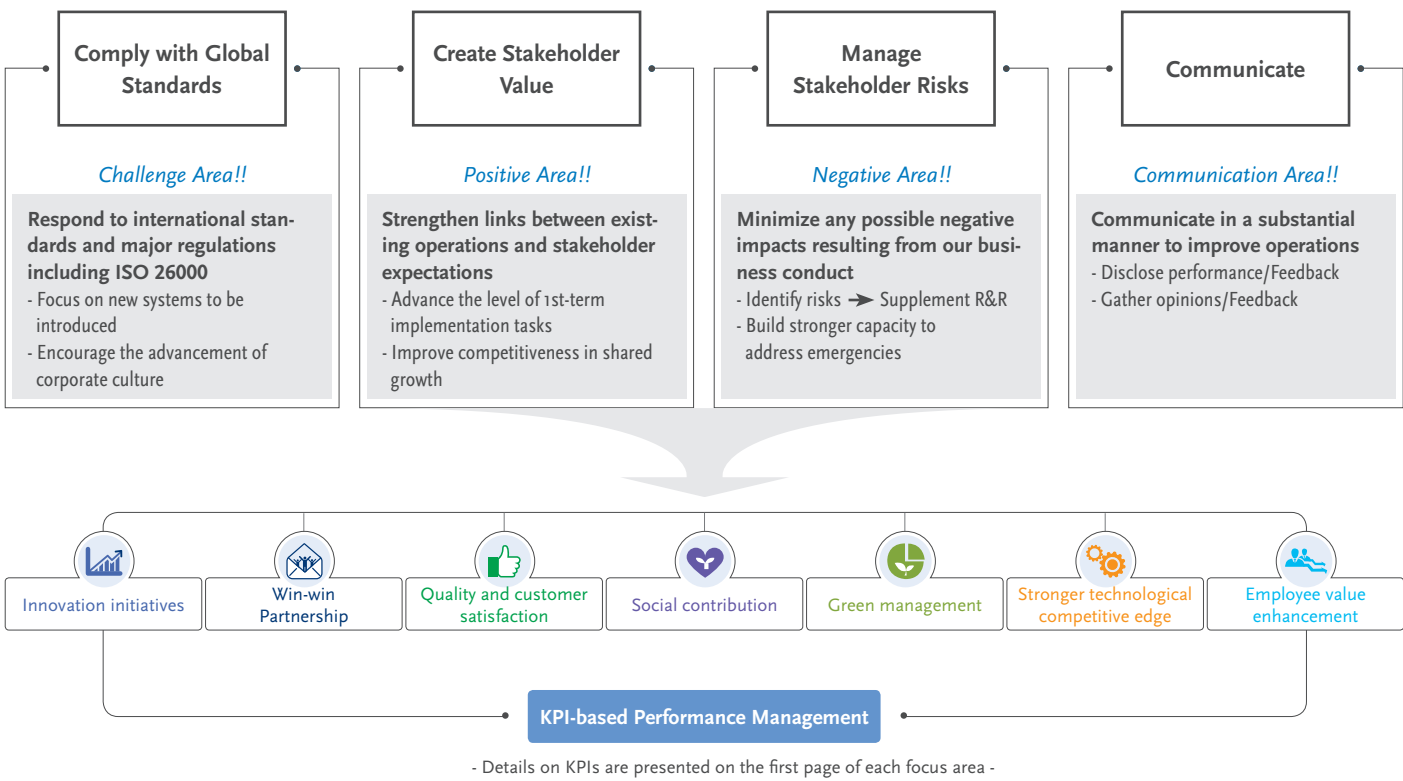 Comply with Global
Standards
Challenge Area!!
Respond to international stan-
dards and major regulations
including ISO 26000
- Focus on new systems to be
introduced
- Encourage the advancement of
corporate culture
Create Stakeholder
Value
Positive Area!!
Strengthen links between exist-
ing operations and stakeholder
expectations
- Advance the level of 1st-term
implementation tasks
- Improve competitiveness in shared
growth
Manage
Stakeholder Risks
Negative Area!!
Minimize any possible negative
impacts resulting from our busi-
ness conduct
- Identify risks → Supplement R&R
- Build stronger capacity to
address emergencies
Communicate
Communication Area!!
Communicate in a substantial
manner to improve operations
- Disclose performance/Feedback
- Gather opinions/Feedback
Innovation initiatives
Win-win
Partnership
Quality and customer
satisfaction
Social contribution
Green management
Stronger technological
competitive edge
Employee value
enhancement
KPI-based Performance Management
- Details on KPIs are presented on the first page of each focus area -